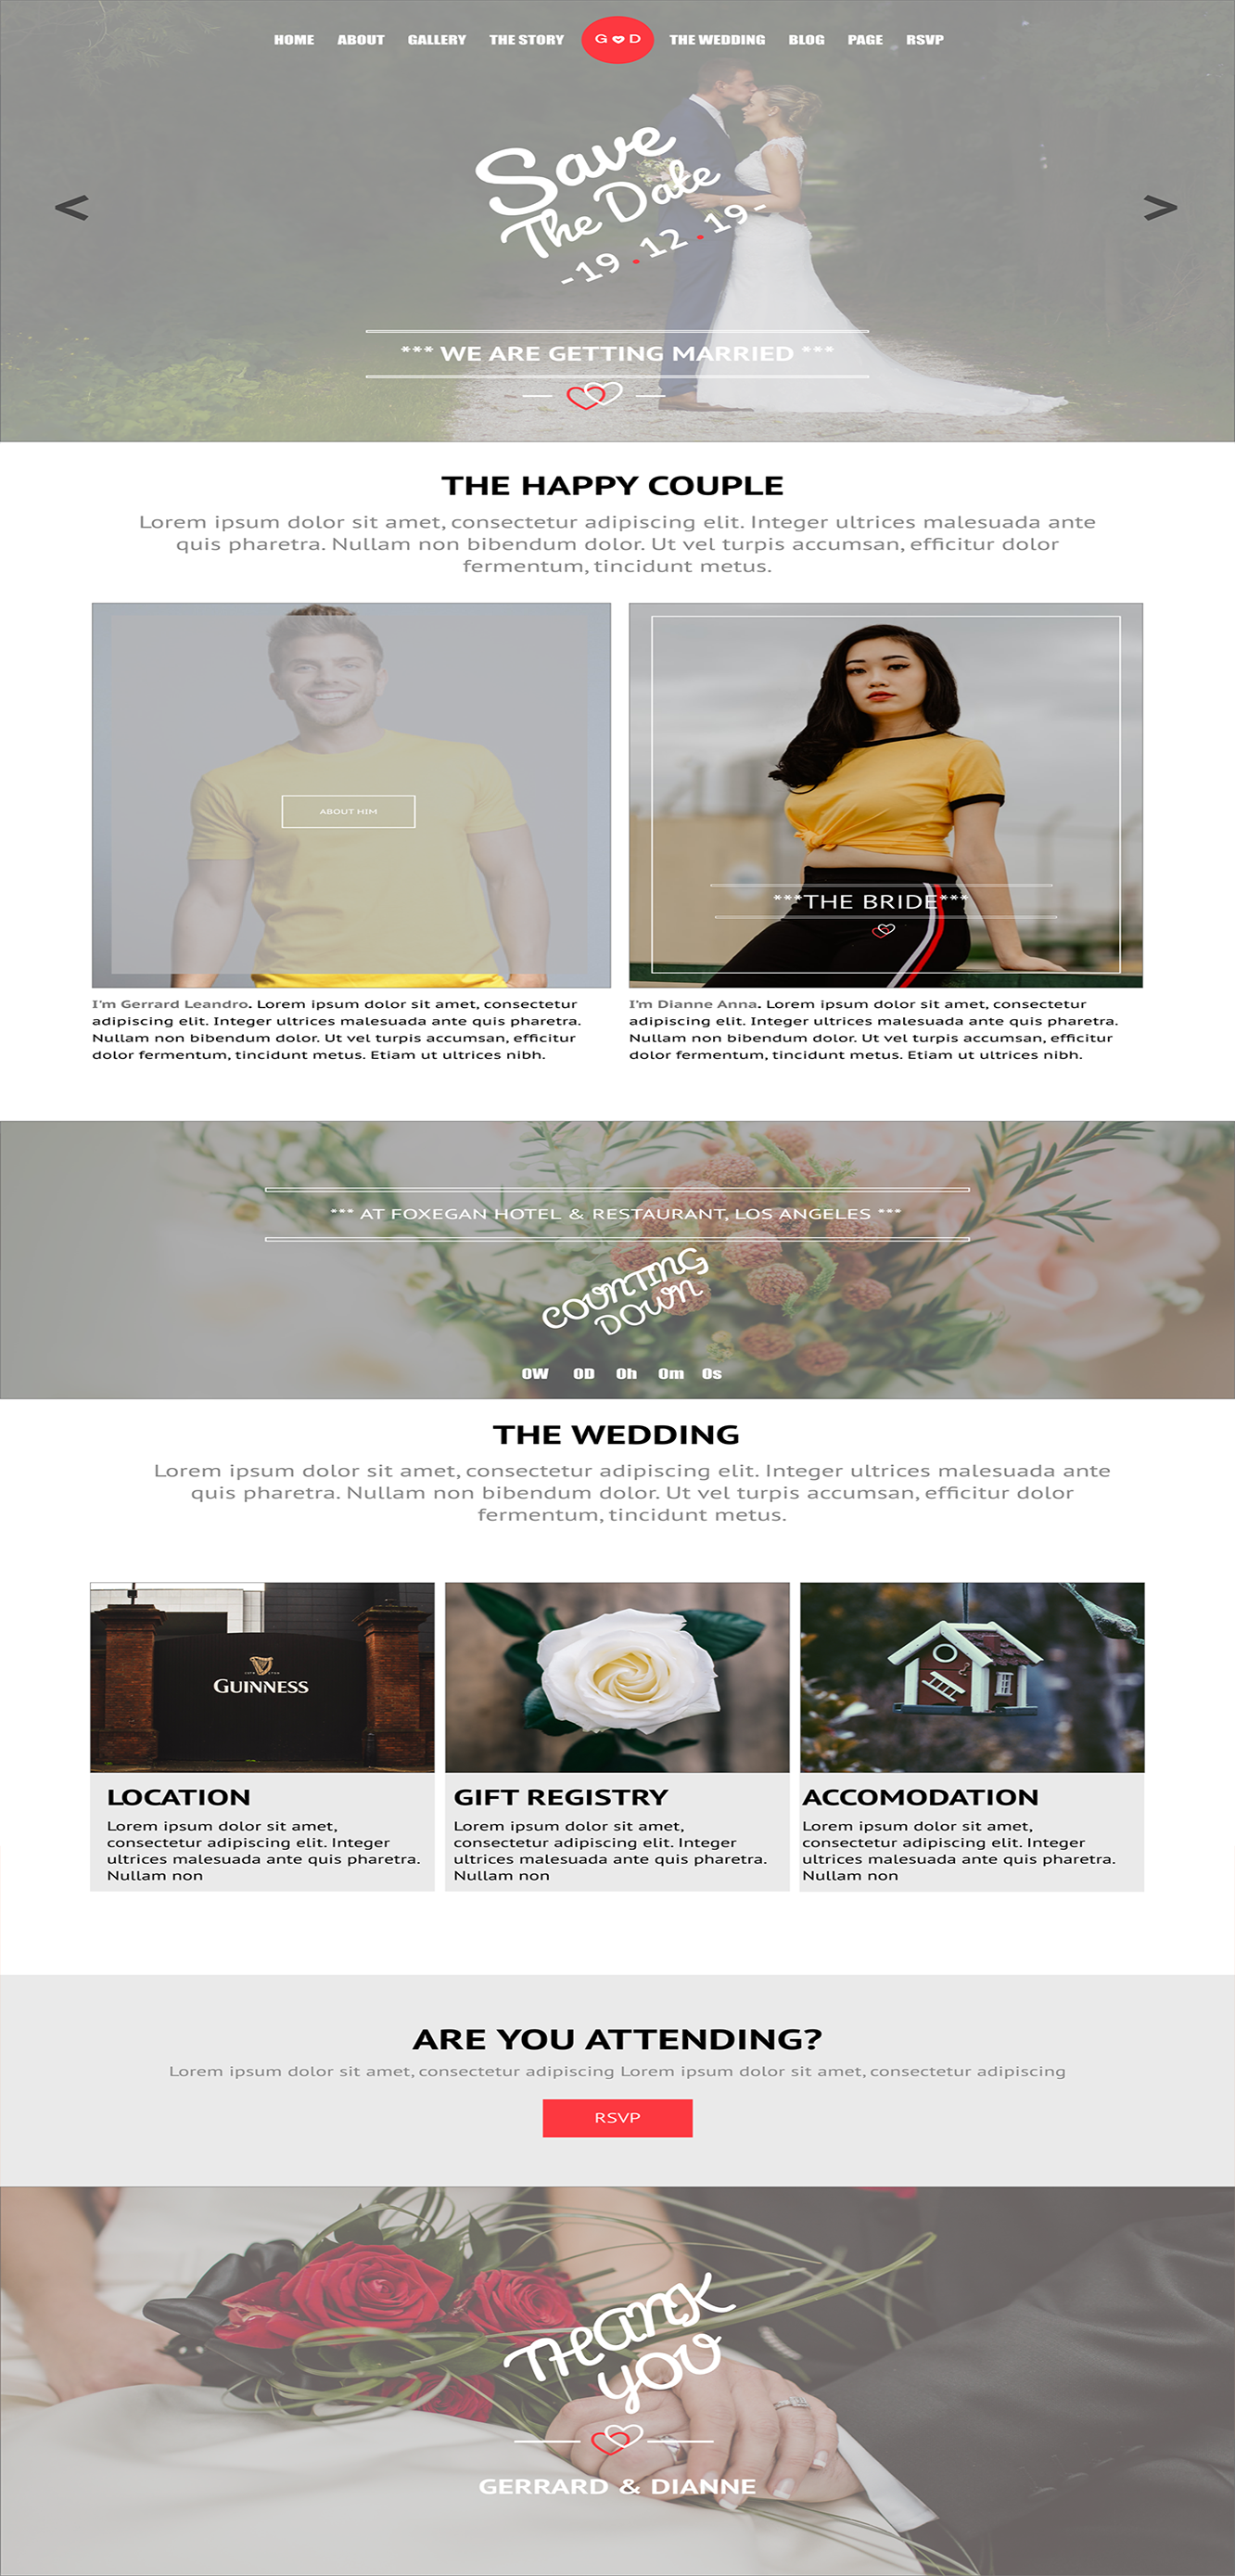 HOME ABOUT GALLERY THE STORY G D THE WEDDING BLOG PAGE RSVP
Save
The Date
-19.12.19-
< >
*** WE ARE GETTING MARRIED ***
THE HAPPY COUPLE
Lorem ipsum dolor sit amet, consectetur adipiscing elit. Integer ultrices malesuada ante
quis pharetra. Nullam non bibendum dolor. Ut vel turpis accumsan, efficitur dolor
fermentum, tincidunt metus.
ABOUT HIM
***THE BRIDE***
I'm Gerrard Leandro. Lorem ipsum dolor sit amet, consectetur
adipiscing elit. Integer ultrices malesuada ante quis pharetra.
Nullam non bibendum dolor. Ut vel turpis accumsan, efficitur
dolor fermentum, tincidunt metus. Etiam ut ultrices nibh.
I'm Dianne Anna. Lorem ipsum dolor sit amet, consectetur
adipiscing elit. Integer ultrices malesuada ante quis pharetra.
Nullam non bibendum dolor. Ut vel turpis accumsan, efficitur
dolor fermentum, tincidunt metus. Etiam ut ultrices nibh.
*** AT FOXEGAN HOTEL & RESTAURANT, LOS ANGELES ***
COUNTING
DOWN
0W 0D 0h 0m 0s
THE WEDDING
Lorem ipsum dolor sit amet, consectetur adipiscing elit. Integer ultrices malesuada ante
quis pharetra. Nullam non bibendum dolor. Ut vel turpis accumsan, efficitur dolor
fermentum, tincidunt metus.
GUINNESS
LOCATION
Lorem ipsum dolor sit amet,
consectetur adipiscing elit. Integer
ultrices malesuada ante quis pharetra.
Nullam non
GIFT REGISTRY
Lorem ipsum dolor sit amet,
consectetur adipiscing elit. Integer
ultrices malesuada ante quis pharetra.
Nullam non
ACCOMODATION
Lorem ipsum dolor sit amet,
consectetur adipiscing elit. Integer
ultrices malesuada ante quis pharetra.
Nullam non
ARE YOU ATTENDING?
Lorem ipsum dolor sit amet, consectetur adipiscing Lorem ipsum dolor sit amet, consectetur adipiscing
RSVP
THANK
YOU
GERRARD & DIANNE